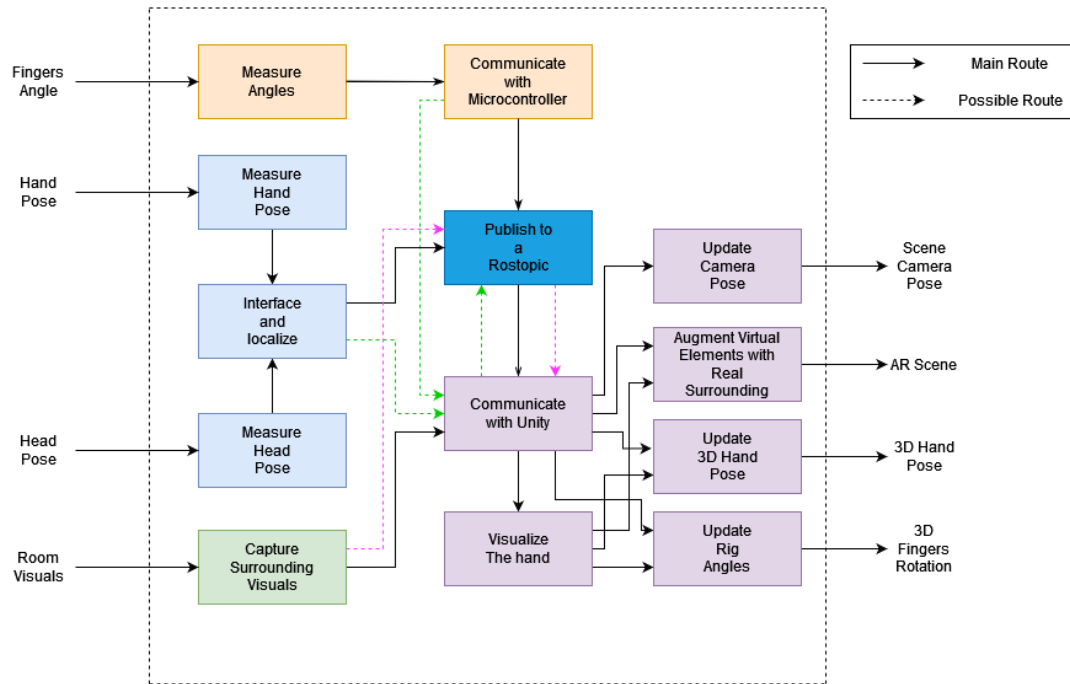 Fingers
Angle
Measure
Angles
Communicate
with
Microcontroller
Main Route
Possible Route
Hand
Pose
Measure
Hand
Pose
Publish to
a
Rostopic
Update
Camera
Pose
Scene
Camera
Pose
Interface
and
localize
Augment Virtual
Elements with
Real
Surrounding
AR Scene
Communicate
with Unity
Head
Pose
Measure
Head
Pose
Update
3D Hand
Pose
3D Hand
Pose
Room
Visuals
Capture
Surrounding
Visuals
Visualize
The hand
Update
Rig
Angles
3D
Fingers
Rotation